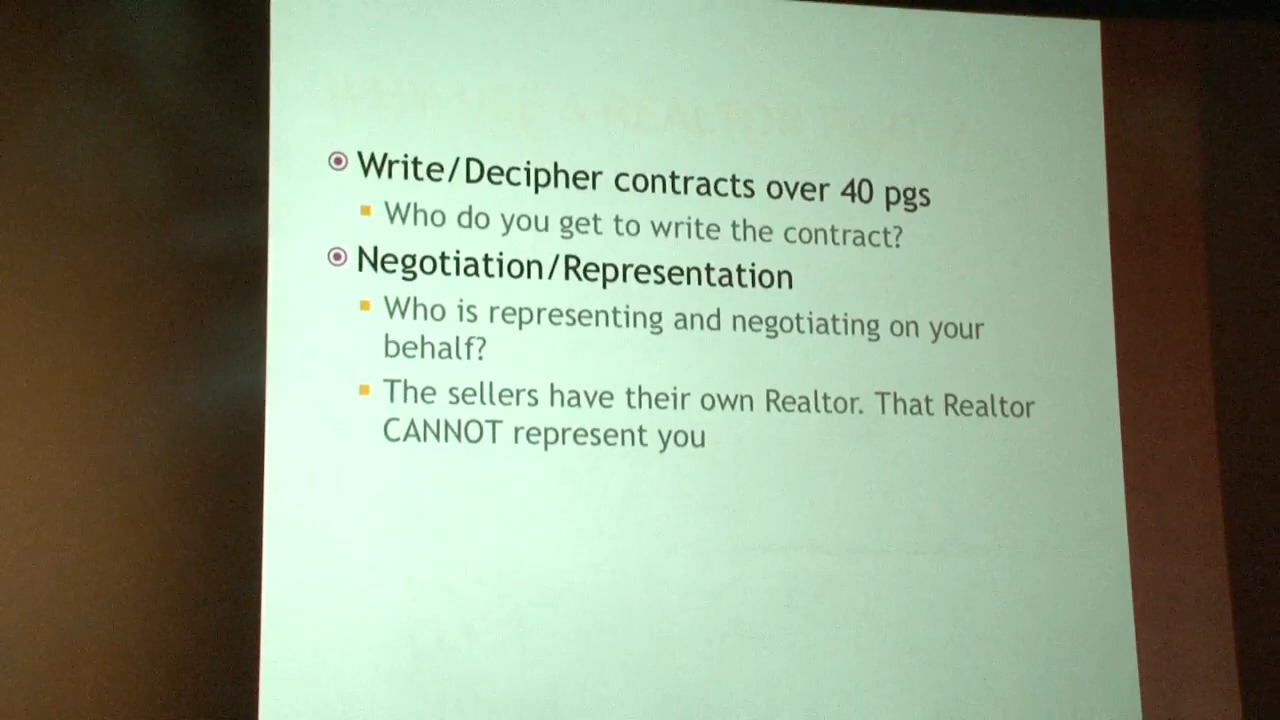 Write/Decipher contracts over 40 pgs
Who do you get to write the contract?
Negotiation/Representation
Who is representing and negotiating on your
behalf?
The sellers have their own Realtor. That Realtor
CANNOT represent you